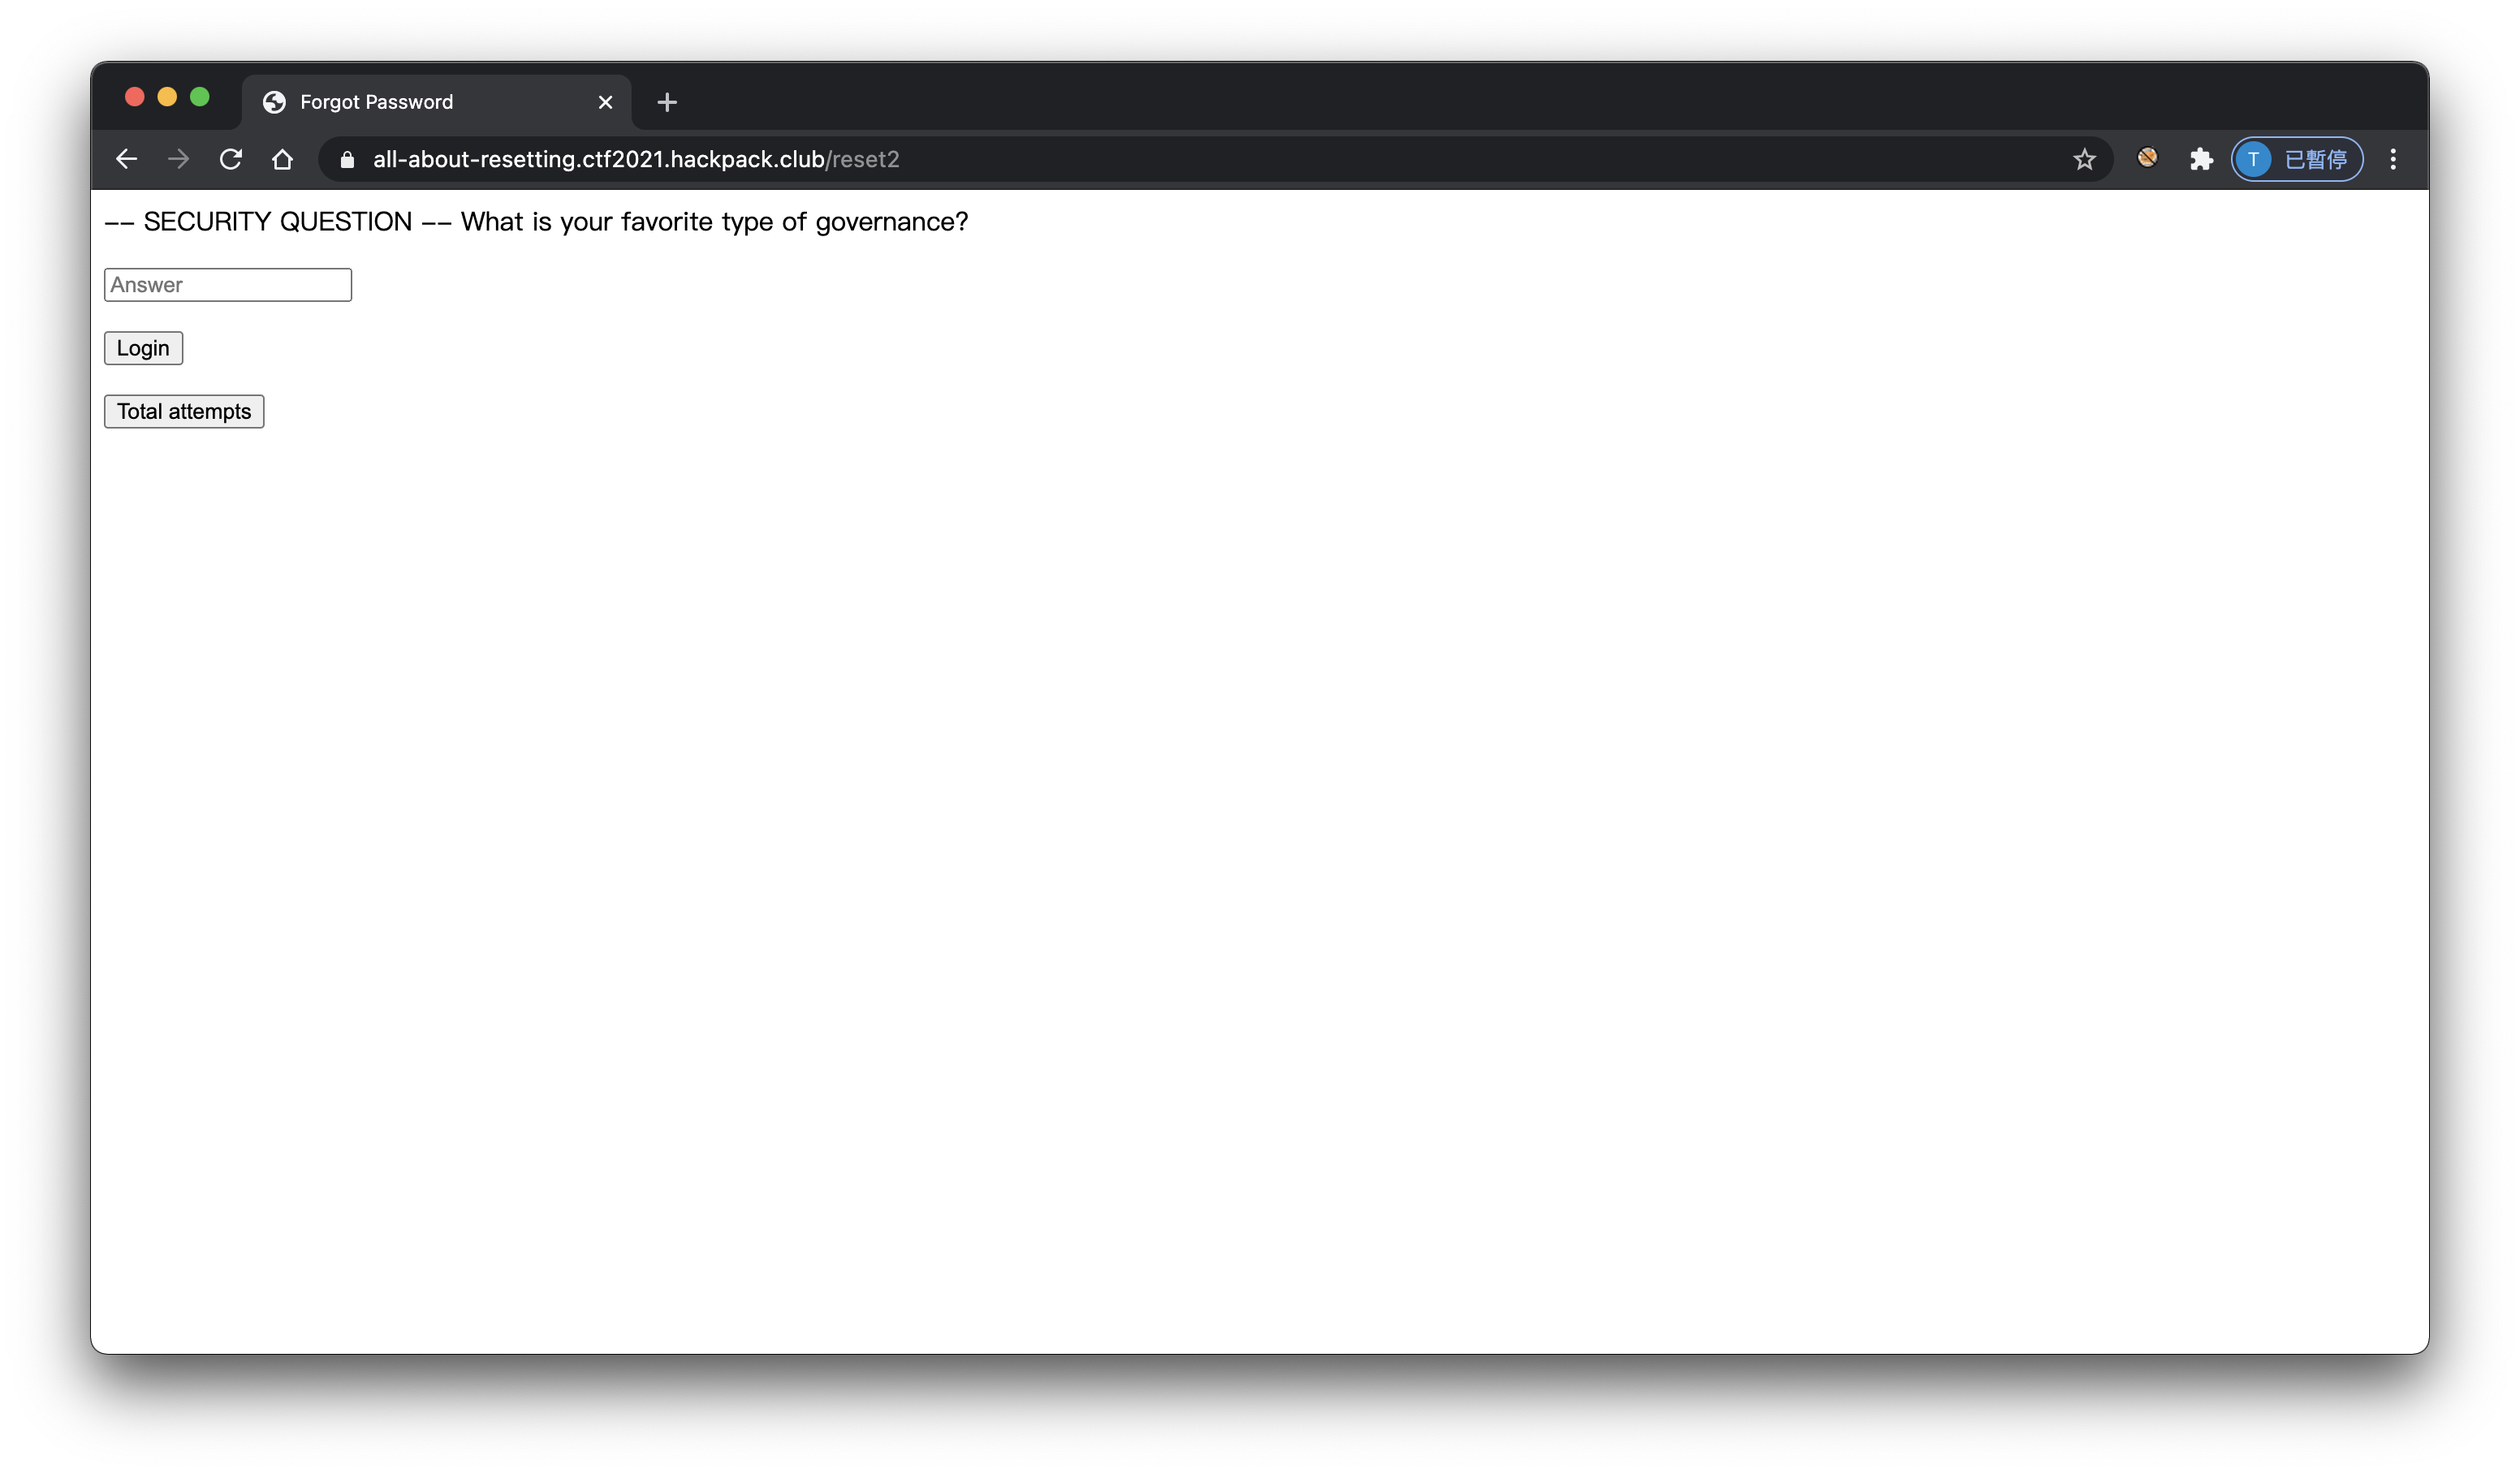 Forgot Password
all-about-resetting.ctf2021.hackpack.club/reset2
T 已暫停
-- SECURITY QUESTION -- What is your favorite type of governance?
Answer
Login
Total attempts